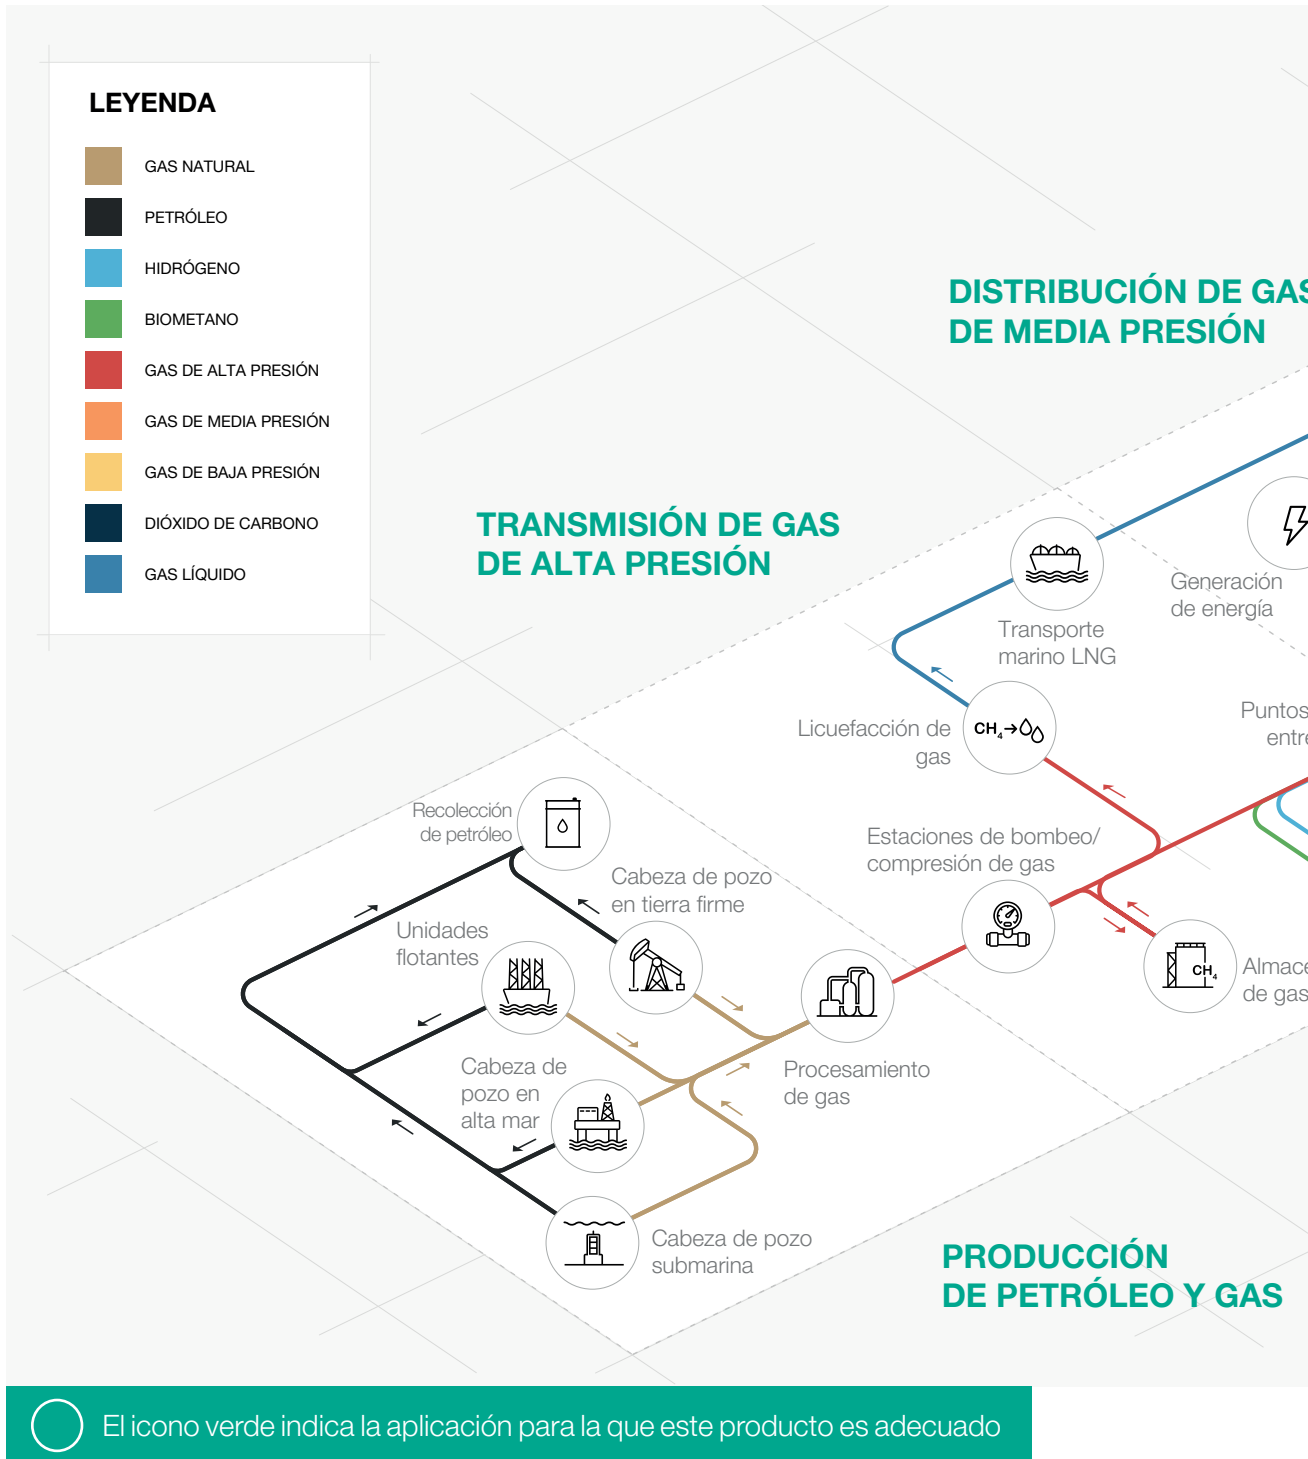 LEYENDA
GAS NATURAL
PETRÓLEO
HIDRÓGENO
BIOMETANO
GAS DE ALTA PRESIÓN
GAS DE MEDIA PRESIÓN
GAS DE BAJA PRESIÓN
DIÓXIDO DE CARBONO
GAS LÍQUIDO
DISTRIBUCIÓN DE GAS
DE MEDIA PRESIÓN
TRANSMISIÓN DE GAS
DE ALTA PRESIÓN
Generación
de energía
Transporte
marino LNG
Puntos
entre
Licuefacción de
gas
CH₄→
Recolección
de petróleo
Estaciones de bombeo/
compresión de gas
Cabeza de pozo
en tierra firme
Unidades
flotantes
CH₄
Almace
de gas
Cabeza de
pozo en
alta mar
Procesamiento
de gas
Cabeza de pozo
submarina
PRODUCCIÓN
DE PETRÓLEO Y GAS
El icono verde indica la aplicación para la que este producto es adecuado